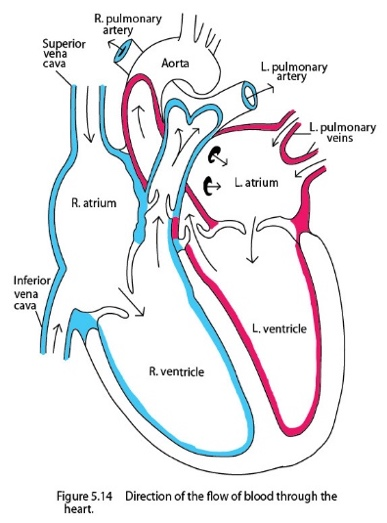 R. pulmonary
artery
Superior
vena
cava
Aorta
L. pulmonary
artery
L. pulmonary
veins
L. atrium
R. atrium
Inferior
vena
cava
L. ventricle
R. ventricle
Figure 5.14 Direction of the flow of blood through the
heart.